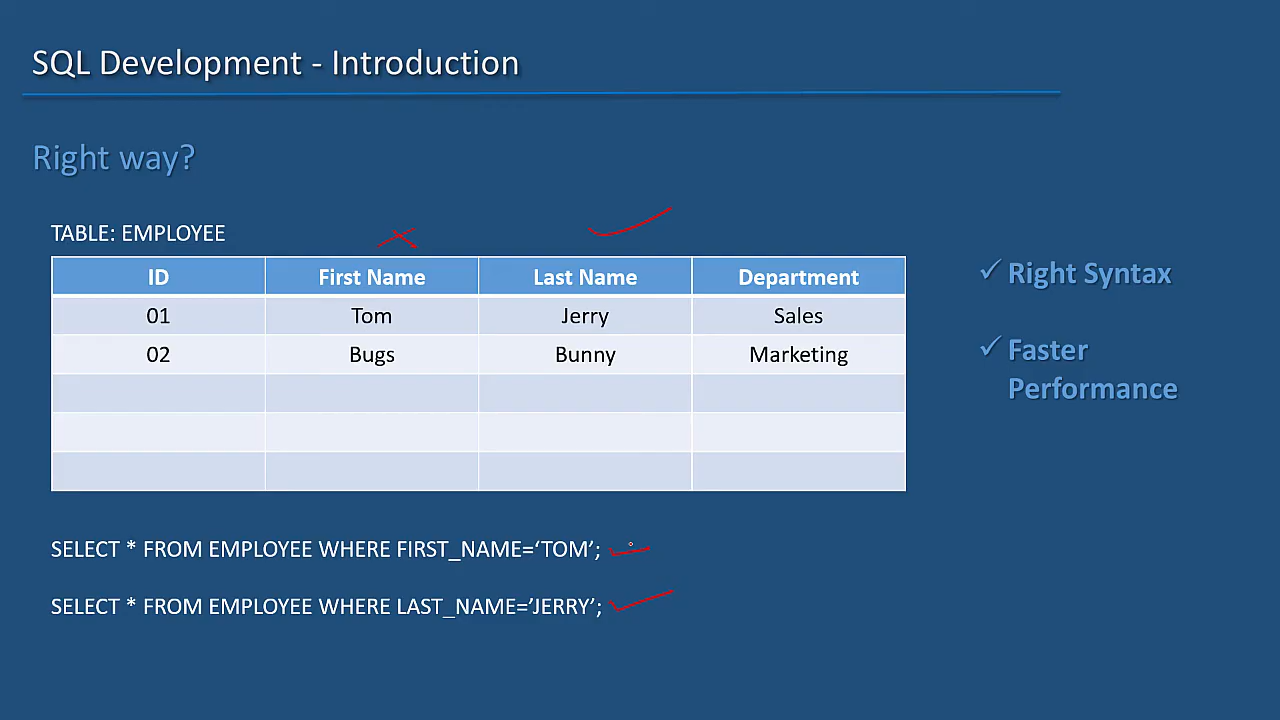 SQL Development - Introduction
Right way?
TABLE: EMPLOYEE
ID First Name Last Name Department
01 Tom Jerry Sales
02 Bugs Bunny Marketing
✓ Right Syntax
✓ Faster
Performance
SELECT * FROM EMPLOYEE WHERE FIRST_NAME=‘TOM’;
SELECT * FROM EMPLOYEE WHERE LAST_NAME=’JERRY’;